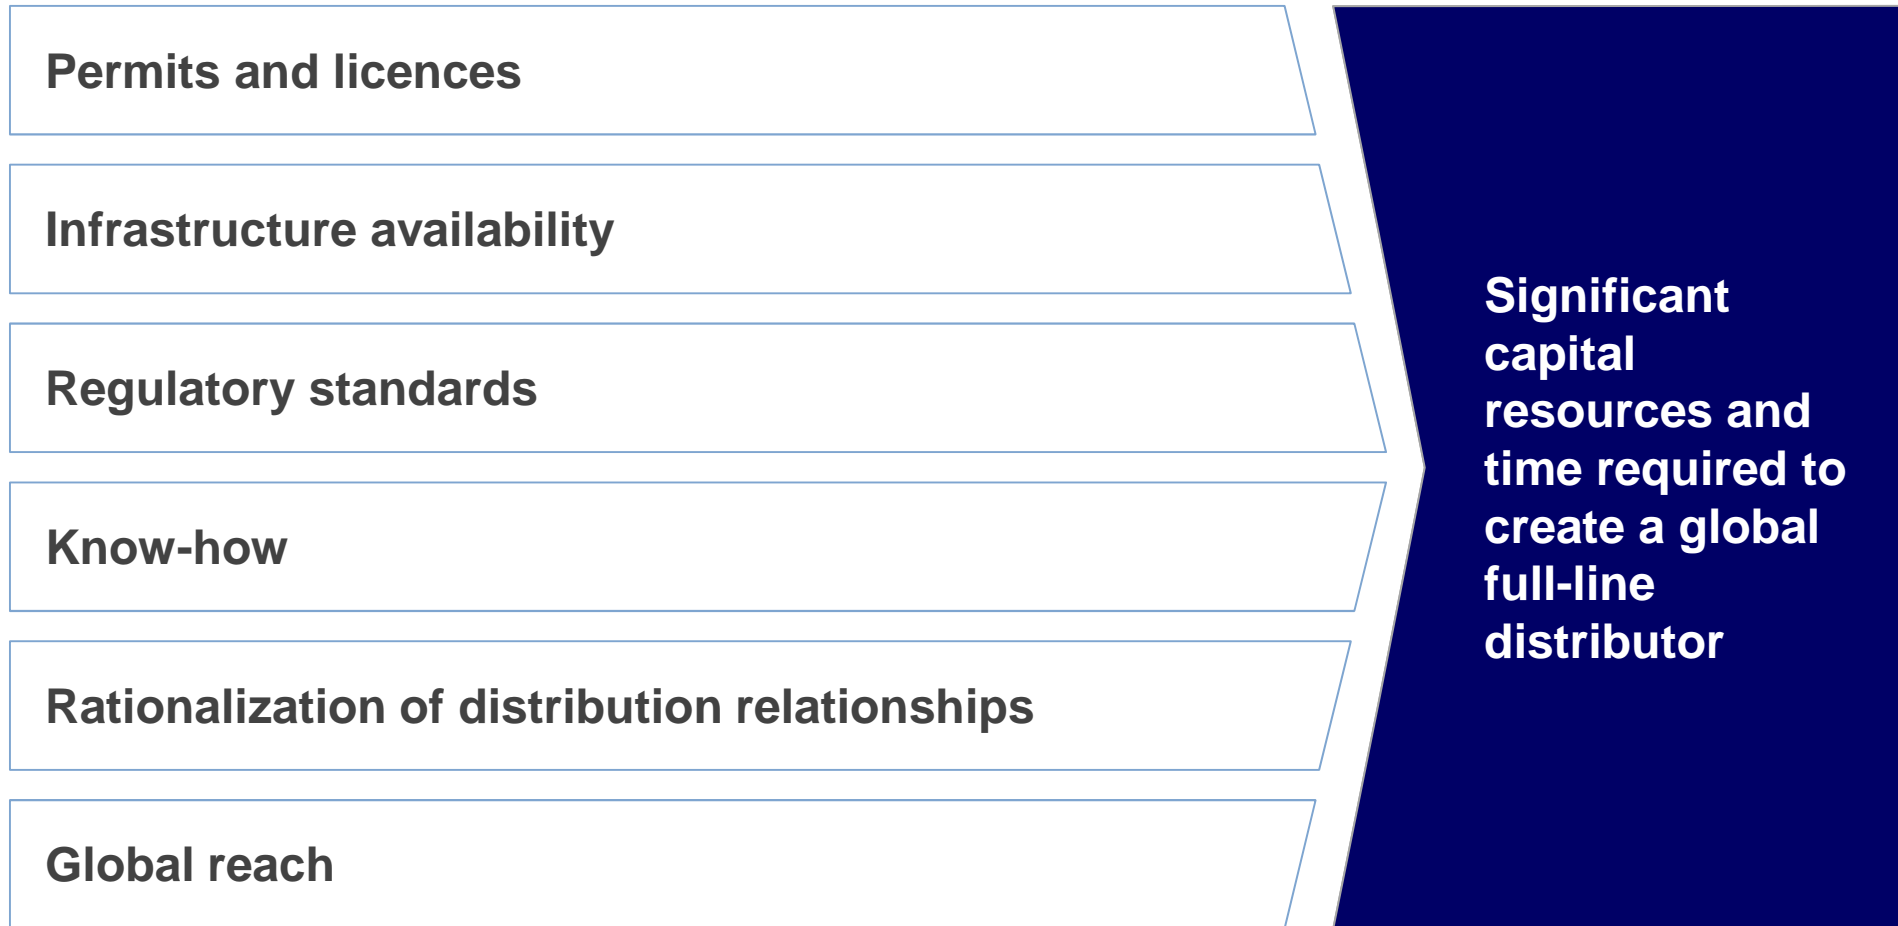 Permits and licences
Infrastructure availability
Regulatory standards
Know-how
Rationalization of distribution relationships
Global reach
Significant
capital
resources and
time required to
create a global
full-line
distributor